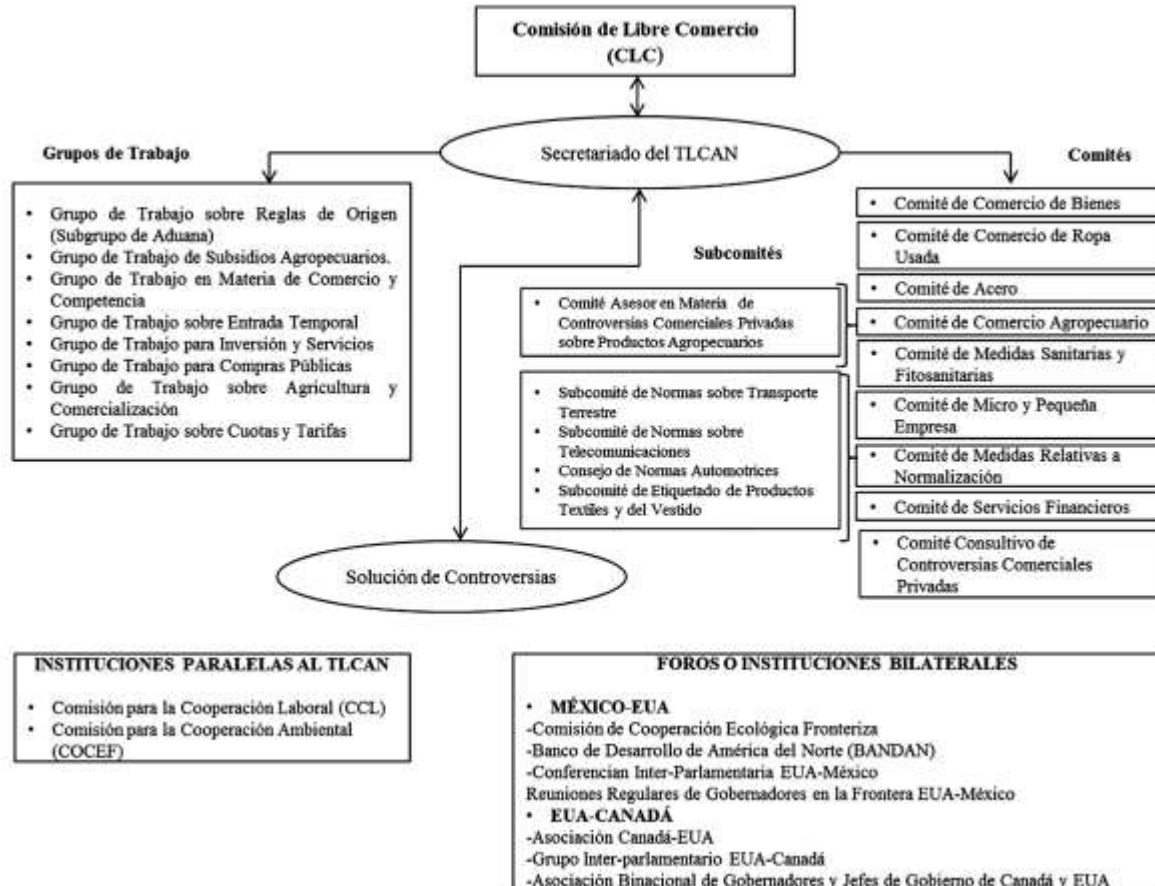 Comisión de Libre Comercio
(CLC)
Secretariado del TLCAN
Grupos de Trabajo
• Grupo de Trabajo sobre Reglas de Origen
(Subgrupo de Aduana)
• Grupo de Trabajo de Subsidios Agropecuarios.
• Grupo de Trabajo en Materia de Comercio y
Competencia
• Grupo de Trabajo sobre Entrada Temporal
• Grupo de Trabajo para Inversión y Servicios
• Grupo de Trabajo para Compras Públicas
• Grupo de Trabajo sobre Agricultura y
Comercialización
• Grupo de Trabajo sobre Cuotas y Tarifas
Subcomités
• Comité Asesor en Materia de
Controversias Comerciales Privadas
sobre Productos Agropecuarios
• Subcomité de Normas sobre Transporte
Terrestre
• Subcomité de Normas sobre
Telecomunicaciones
• Consejo de Normas Automotrices
• Subcomité de Etiquetado de Productos
Textiles y del Vestido
Comités
• Comité de Comercio de Bienes
• Comité de Comercio de Ropa
Usada
• Comité de Acero
• Comité de Comercio Agropecuario
• Comité de Medidas Sanitarias y
Fitosanitarias
• Comité de Micro y Pequeña
Empresa
• Comité de Medidas Relativas a
Normalización
• Comité de Servicios Financieros
• Comité Consultivo de
Controversias Comerciales
Privadas
Solución de Controversias
INSTITUCIONES PARALELAS AL TLCAN
• Comisión para la Cooperación Laboral (CCL)
• Comisión para la Cooperación Ambiental
(COCEF)
FOROS O INSTITUCIONES BILATERALES
• MÉXICO-EUA
-Comisión de Cooperación Ecológica Fronteriza
-Banco de Desarrollo de América del Norte (BANDAN)
-Conferencian Inter-Parlamentaria EUA-México
Reuniones Regulares de Gobernadores en la Frontera EUA-México
• EUA-CANADÁ
-Asociación Canadá-EUA
-Grupo Inter-parlamentario EUA-Canadá
-Asociación Binacional de Gobernadores y Jefes de Gobierno de Canadá y EUA